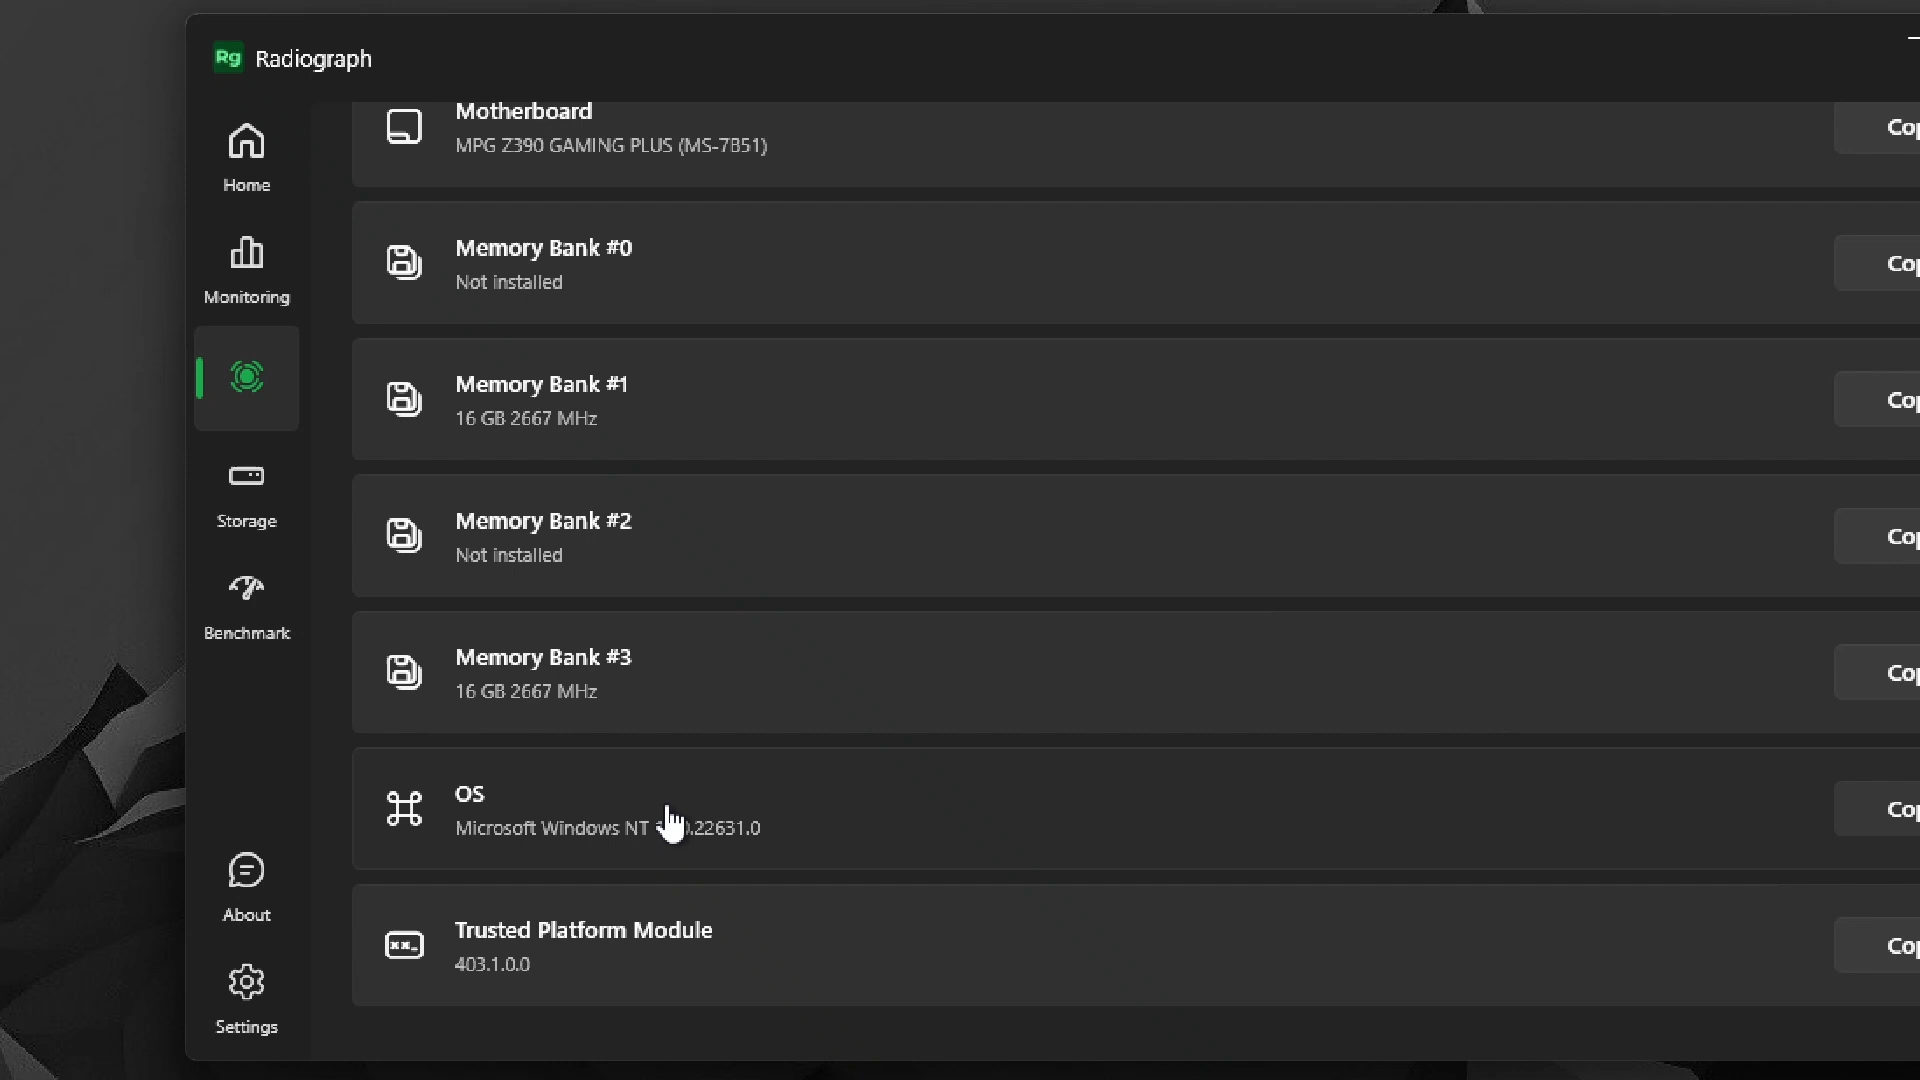 Rg Radiograph
Motherboard
MPG Z390 GAMING PLUS (MS-7B51)
Home
Memory Bank #0
Not installed
Monitoring
Memory Bank #1
16 GB 2667 MHz
Storage
Memory Bank #2
Not installed
Benchmark
Memory Bank #3
16 GB 2667 MHz
OS
Microsoft Windows NT .22631.0
About
Trusted Platform Module
403.1.0.0
Settings